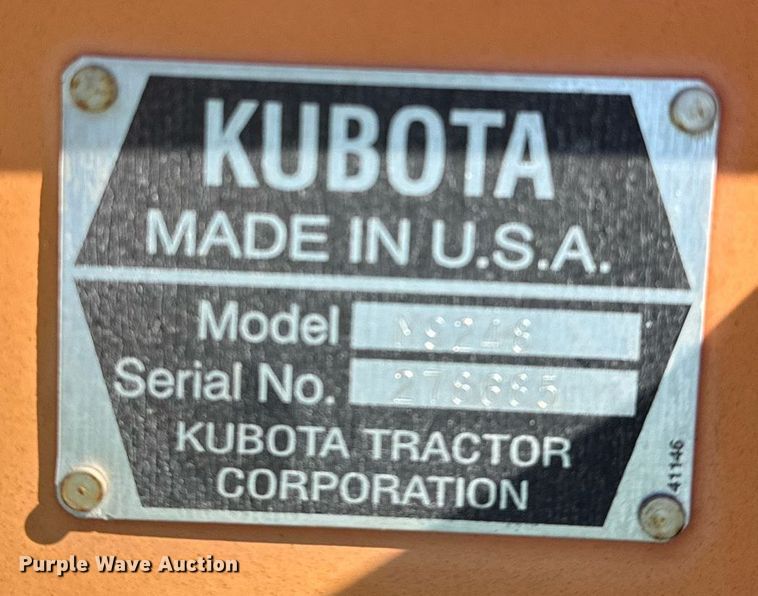 KUBOTA
MADE IN U.S.A.
Model
Serial No.
KUBOTA TRACTOR
CORPORATION
41146
Purple Wave Auction